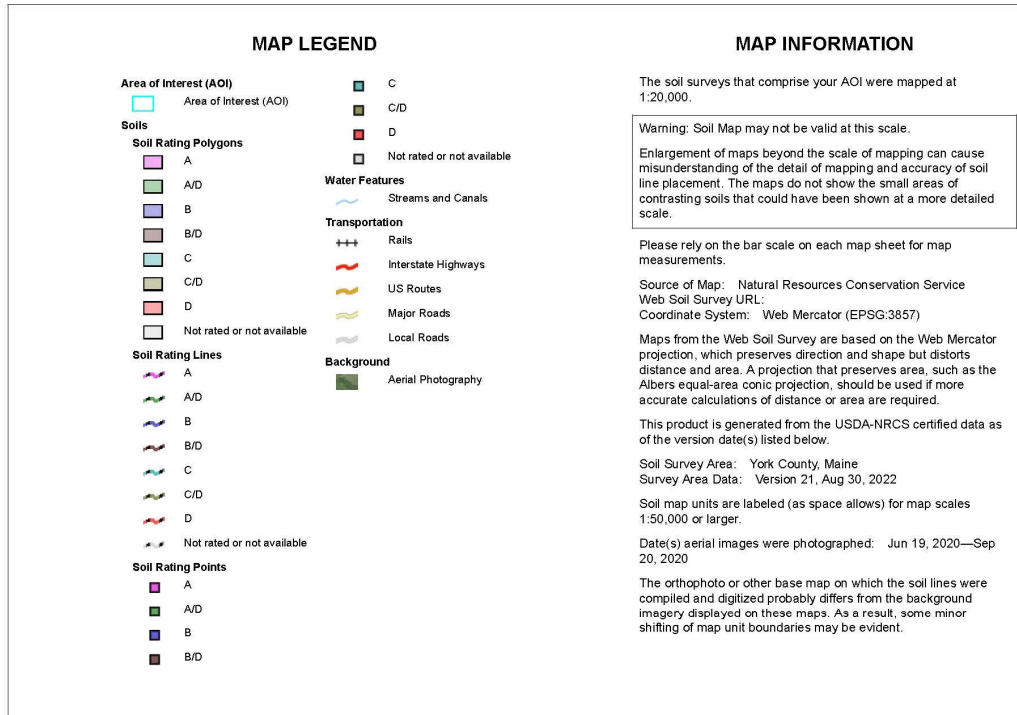 MAP LEGEND
Area of Interest (AOI)
Area of Interest (AOI)
Soils
Soil Rating Polygons
A
A/D
B
B/D
C
C/D
D
Not rated or not available
Soil Rating Lines
A
A/D
B
B/D
C
C/D
D
Not rated or not available
Soil Rating Points
A
A/D
B
B/D
C
C/D
D
Not rated or not available
Water Features
Streams and Canals
Transportation
Rails
Interstate Highways
US Routes
Major Roads
Local Roads
Background
Aerial Photography
MAP INFORMATION
The soil surveys that comprise your AOI were mapped at
1:20,000.
Warning: Soil Map may not be valid at this scale.
Enlargement of maps beyond the scale of mapping can cause
misunderstanding of the detail of mapping and accuracy of soil
line placement. The maps do not show the small areas of
contrasting soils that could have been shown at a more detailed
scale.
Please rely on the bar scale on each map sheet for map
measurements.
Source of Map: Natural Resources Conservation Service
Web Soil Survey URL:
Coordinate System: Web Mercator (EPSG:3857)
Maps from the Web Soil Survey are based on the Web Mercator
projection, which preserves direction and shape but distorts
distance and area. A projection that preserves area, such as the
Albers equal-area conic projection, should be used if more
accurate calculations of distance or area are required.
This product is generated from the USDA-NRCS certified data as
of the version date(s) listed below.
Soil Survey Area: York County, Maine
Survey Area Data: Version 21, Aug 30, 2022
Soil map units are labeled (as space allows) for map scales
1:50,000 or larger.
Date(s) aerial images were photographed: Jun 19, 2020—Sep
20, 2020
The orthophoto or other base map on which the soil lines were
compiled and digitized probably differs from the background
imagery displayed on these maps. As a result, some minor
shifting of map unit boundaries may be evident.